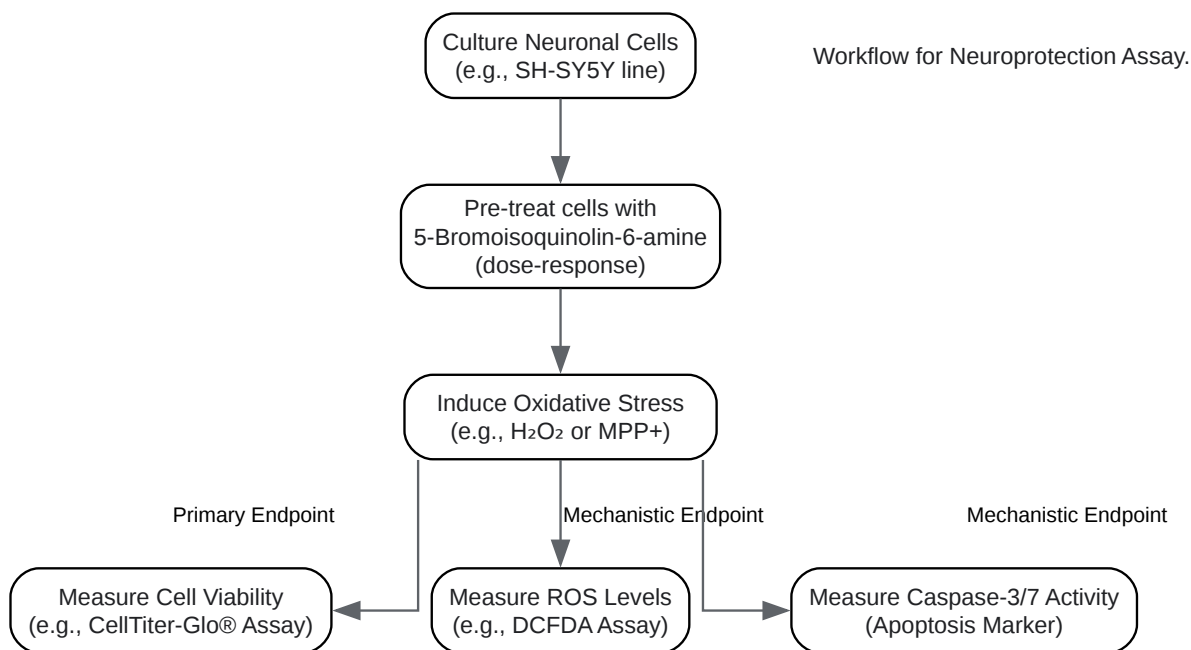 Culture Neuronal Cells
(e.g., SH-SY5Y line)
Workflow for Neuroprotection Assay.
Pre-treat cells with
5-Bromoisoquinolin-6-amine
(dose-response)
Induce Oxidative Stress
(e.g., H₂O₂ or MPP+)
Primary Endpoint
Mechanistic Endpoint
Mechanistic Endpoint
Measure Cell Viability
(e.g., CellTiter-Glo® Assay)
Measure ROS Levels
(e.g., DCFDA Assay)
Measure Caspase-3/7 Activity
(Apoptosis Marker)